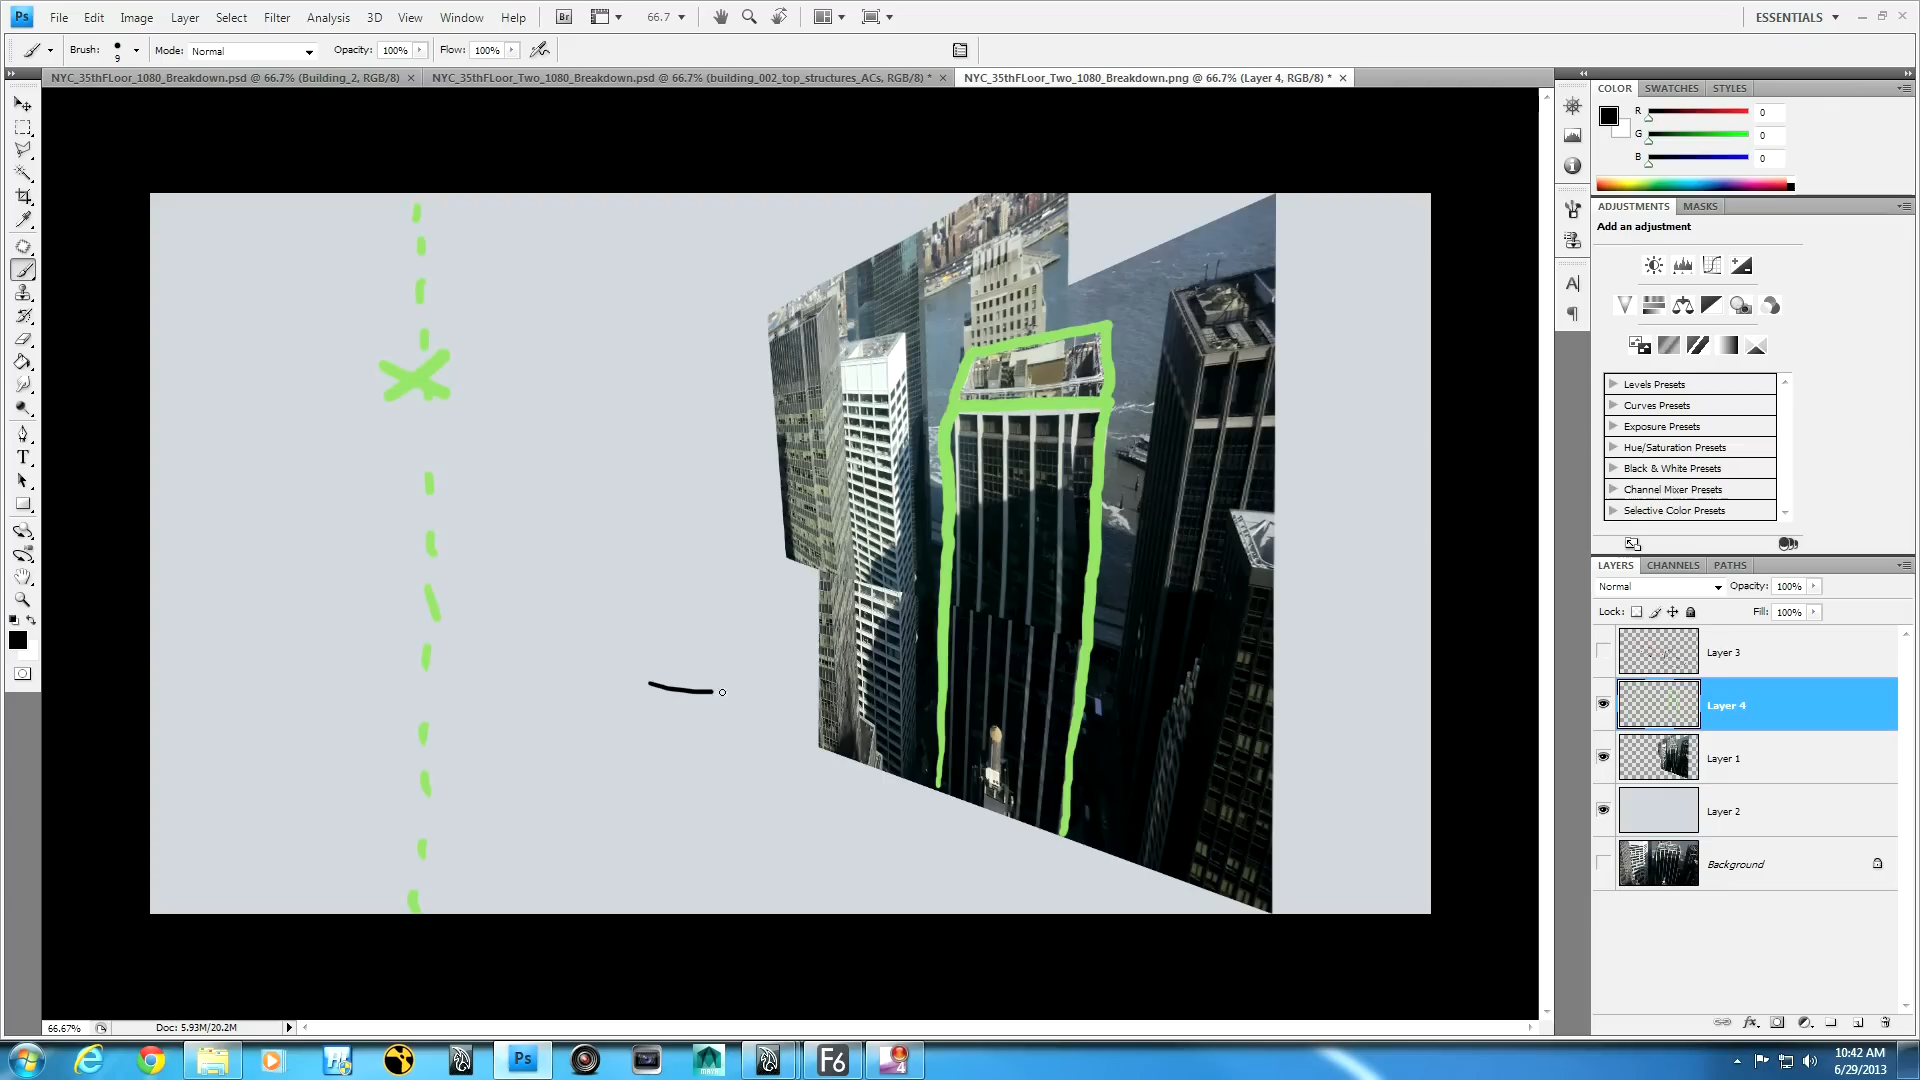 Ps File Edit Image Layer Select Filter Analysis 3D View Window Help Br 66.7 ESSENTIALS
Brush: 9 Mode: Normal Opacity: 100% Flow: 100%
NYC_35thFLoor_1080_Breakdown.psd @ 66.7% (Building_2, RGB/8) × NYC_35thFLoor_Two_1080_Breakdown.psd @ 66.7% (building_002_top_structures_ACs, RGB/8) * × NYC_35thFLoor_Two_1080_Breakdown.png @ 66.7% (Layer 4, RGB/8) * ×
COLOR SWATCHES STYLES
R 0
G 0
B 0
ADJUSTMENTS MASKS
Add an adjustment
Levels Presets
Curves Presets
Exposure Presets
Hue/Saturation Presets
Black & White Presets
Channel Mixer Presets
Selective Color Presets
LAYERS CHANNELS PATHS
Normal Opacity: 100%
Lock: Fill: 100%
Layer 3
Layer 4
Layer 1
Layer 2
Background
66.67% Doc: 5.93M/20.2M
Ps F6 4
10:42 AM
6/29/2013